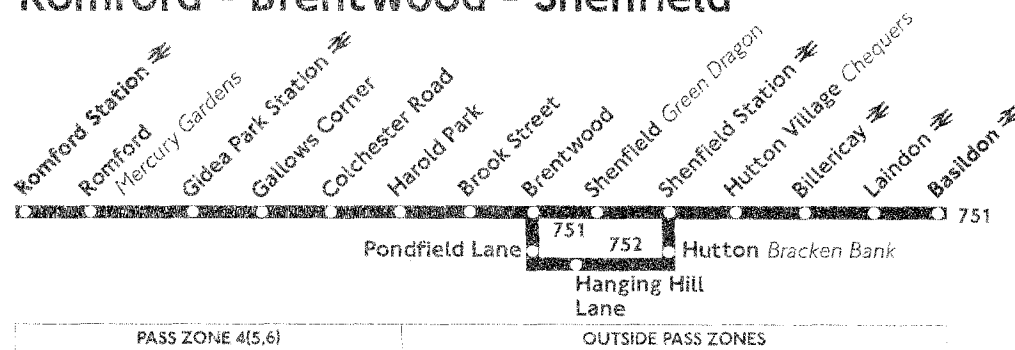 Romford - Brentwood - Shenfield
Romford Station
Romford
Mercury Gardens
Gidea Park Station
Gallows Corner
Colchester Road
Harold Park
Brook Street
Brentwood
Shenfield Green Dragon
Shenfield Station
Hutton Village Chequers
Billericay
Laindon
Basildon
751
751
752
Pondfield Lane
Hutton Bracken Bank
Hanging Hill
Lane
PASS ZONE 4(5,6)
OUTSIDE PASS ZONES